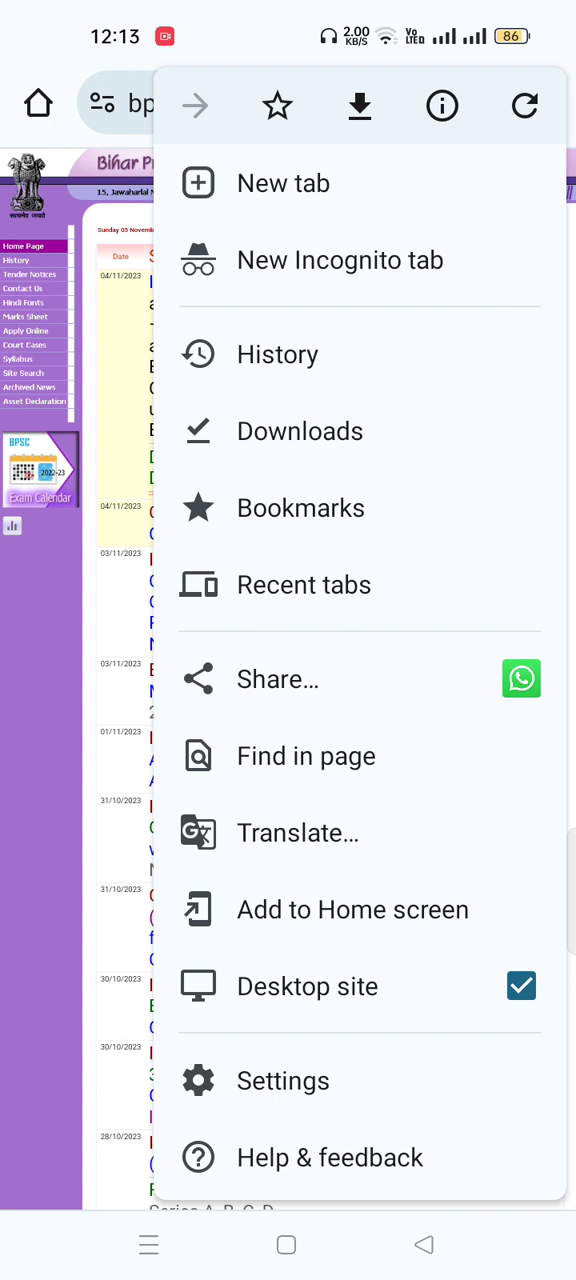 12:13
2.00 KB/S
Vo LTED
86
bp
New tab
New Incognito tab
History
Downloads
Bookmarks
Recent tabs
Share...
Find in page
Translate...
Add to Home screen
Desktop site
Settings
Help & feedback
Bihar P
15, Jawaharlal N
सत्यमेव जयते
Sunday 05 Novemb
Home Page
History
Tender Notices
Contact Us
Hindi Fonts
Marks Sheet
Apply Online
Court Cases
Syllabus
Site Search
Archived News
Asset Declaration
BPSC
2022-23
Exam Calendar
Date
04/11/2023
04/11/2023
03/11/2023
03/11/2023
01/11/2023
31/10/2023
31/10/2023
30/10/2023
30/10/2023
28/10/2023